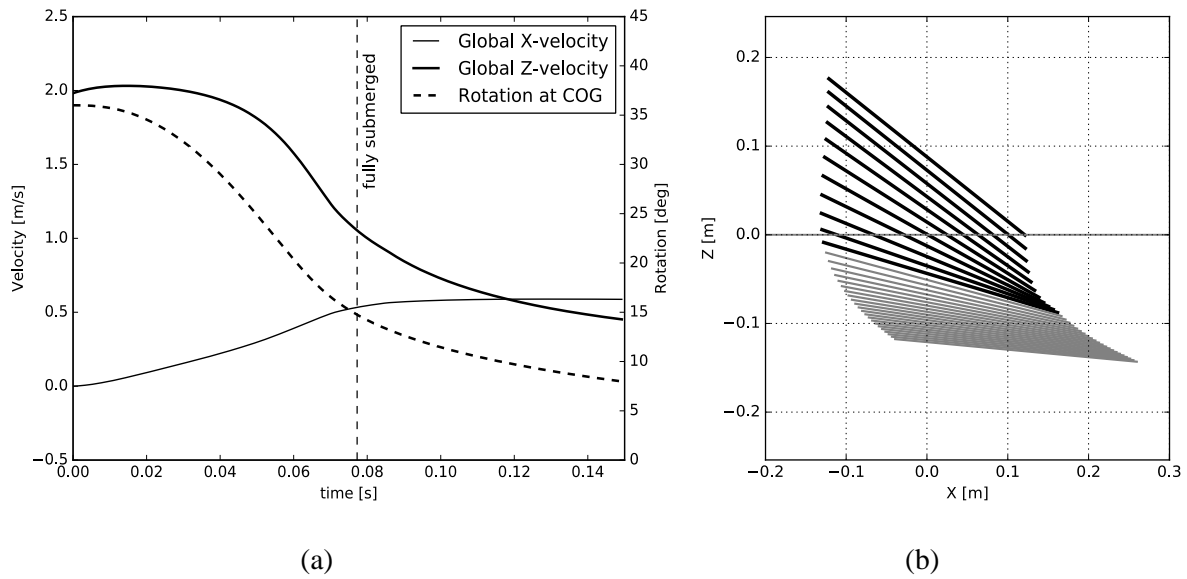 2.5
2.0
1.5
1.0
0.5
0.0
−0.5
Velocity [m/s]
Global X-velocity
Global Z-velocity
Rotation at COG
fully submerged
45
40
35
30
25
20
15
10
5
0
Rotation [deg]
0.00 0.02 0.04 0.06 0.08 0.10 0.12 0.14
time [s]
(a)
0.2
0.1
0.0
−0.1
−0.2
Z [m]
−0.2 −0.1 0.0 0.1 0.2 0.3
X [m]
(b)